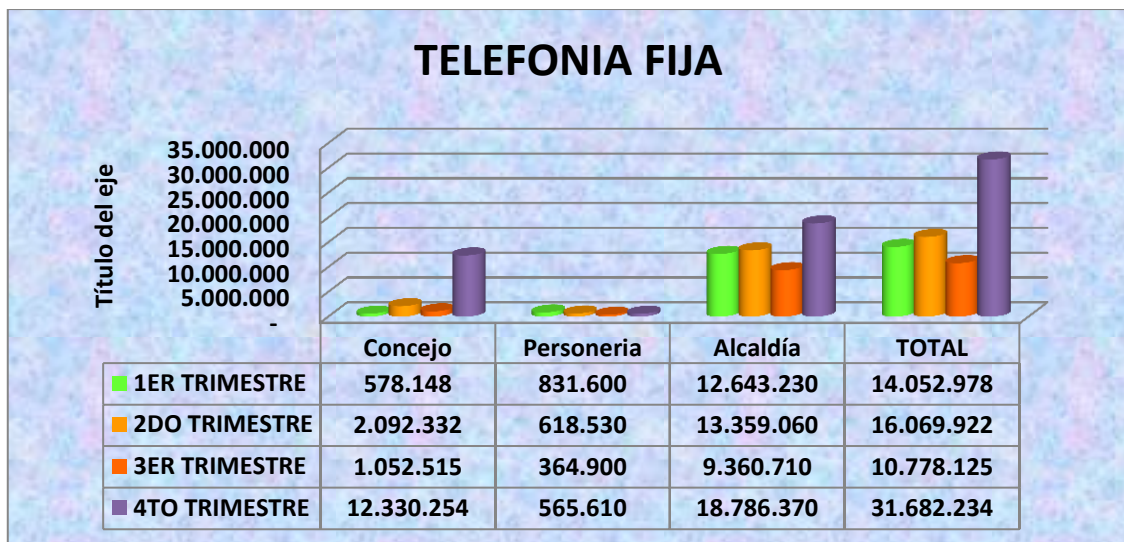 TELEFONIA FIJA
Título del eje
35.000.000
30.000.000
25.000.000
20.000.000
15.000.000
10.000.000
5.000.000
-
Concejo Personeria Alcaldía TOTAL
1ER TRIMESTRE 578.148 831.600 12.643.230 14.052.978
2DO TRIMESTRE 2.092.332 618.530 13.359.060 16.069.922
3ER TRIMESTRE 1.052.515 364.900 9.360.710 10.778.125
4TO TRIMESTRE 12.330.254 565.610 18.786.370 31.682.234